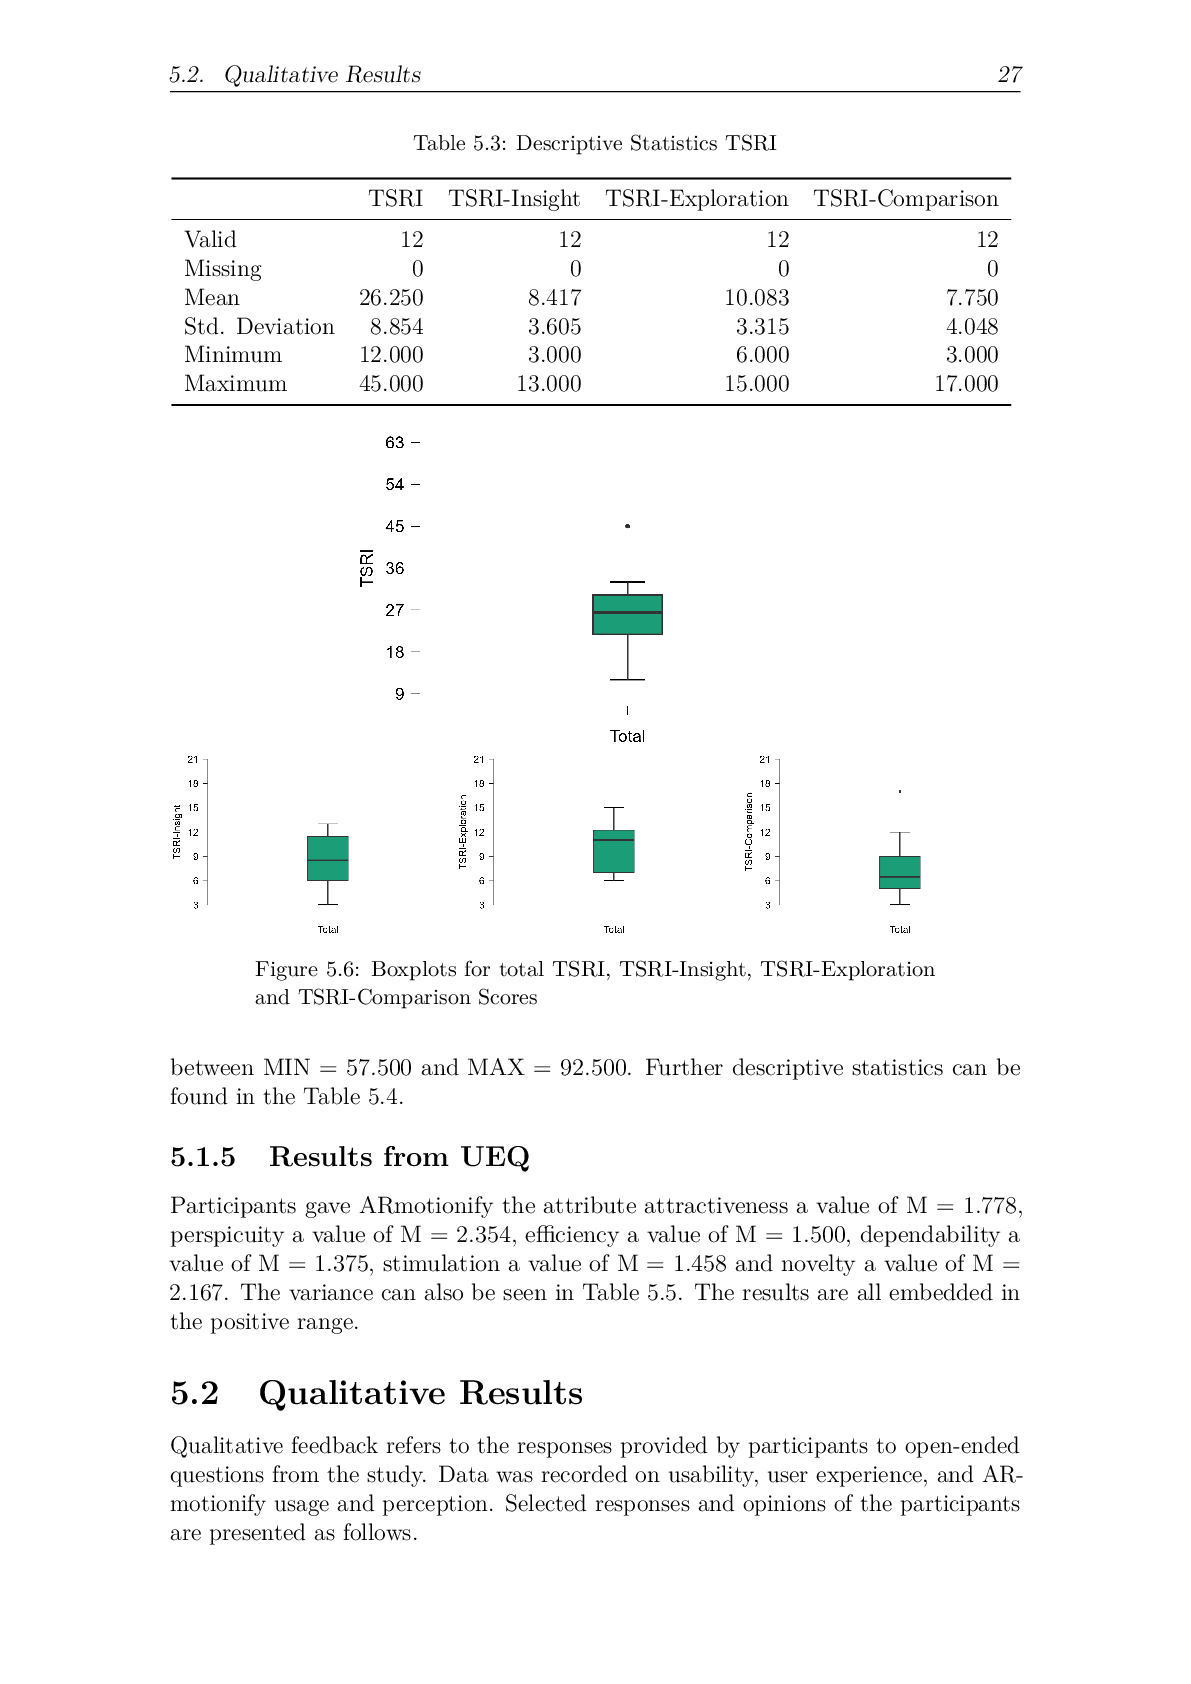 5.2. Qualitative Results 27
Table 5.3: Descriptive Statistics TSRI
TSRI TSRI-Insight TSRI-Exploration TSRI-Comparison
Valid 12 12 12 12
Missing 0 0 0 0
Mean 26.250 8.417 10.083 7.750
Std. Deviation 8.854 3.605 3.315 4.048
Minimum 12.000 3.000 6.000 3.000
Maximum 45.000 13.000 15.000 17.000
63
54
45
36
27
18
9
TSRI
Total
21
18
15
12
9
6
3
TSRI-Insight
Total
21
18
15
12
9
6
3
TSRI-Exploration
Total
21
18
15
12
9
6
3
TSRI-Comparison
Total
Figure 5.6: Boxplots for total TSRI, TSRI-Insight, TSRI-Exploration
and TSRI-Comparison Scores
between MIN = 57.500 and MAX = 92.500. Further descriptive statistics can be
found in the Table 5.4.
5.1.5 Results from UEQ
Participants gave ARmotionify the attribute attractiveness a value of M = 1.778,
perspicuity a value of M = 2.354, efficiency a value of M = 1.500, dependability a
value of M = 1.375, stimulation a value of M = 1.458 and novelty a value of M =
2.167. The variance can also be seen in Table 5.5. The results are all embedded in
the positive range.
5.2 Qualitative Results
Qualitative feedback refers to the responses provided by participants to open-ended
questions from the study. Data was recorded on usability, user experience, and AR-
motionify usage and perception. Selected responses and opinions of the participants
are presented as follows.